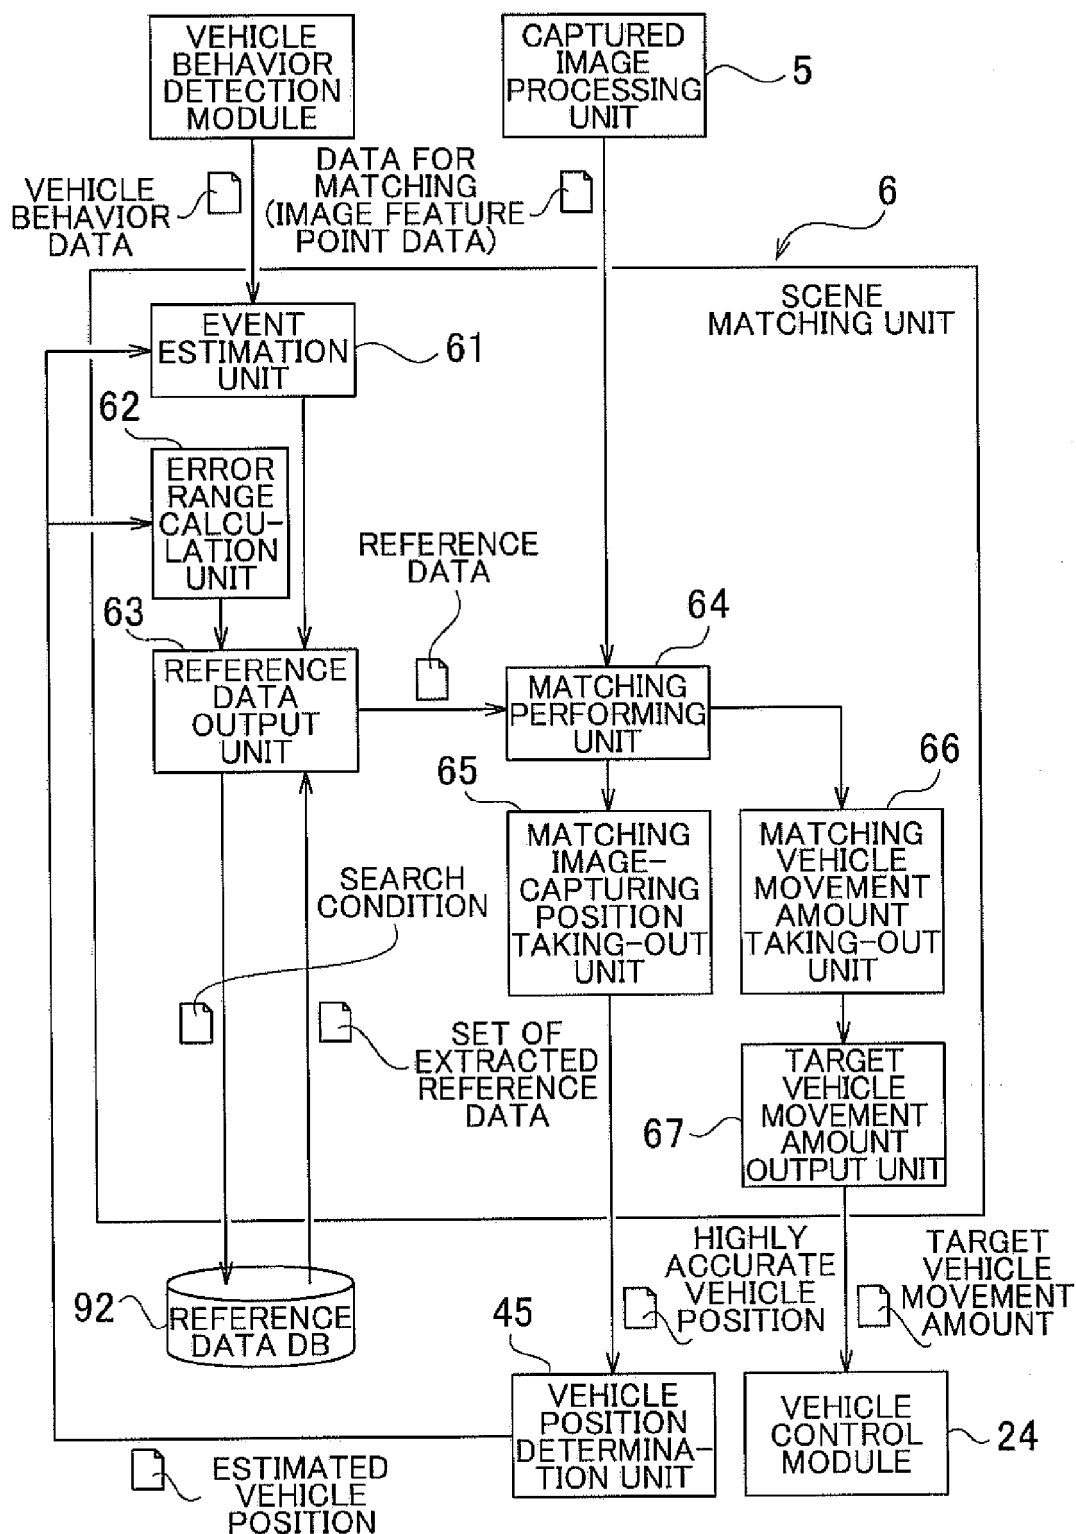 VEHICLE
BEHAVIOR
DETECTION
MODULE
CAPTURED
IMAGE
PROCESSING
UNIT
5
VEHICLE
BEHAVIOR
DATA
DATA FOR
MATCHING
(IMAGE FEATURE
POINT DATA)
6
SCENE
MATCHING UNIT
EVENT
ESTIMATION
UNIT
61
62
ERROR
RANGE
CALCU-
LATION
UNIT
REFERENCE
DATA
63
REFERENCE
DATA
OUTPUT
UNIT
64
MATCHING
PERFORMING
UNIT
65
MATCHING
IMAGE-
CAPTURING
POSITION
TAKING-OUT
UNIT
66
MATCHING
VEHICLE
MOVEMENT
AMOUNT
TAKING-OUT
UNIT
SEARCH
CONDITION
SET OF
EXTRACTED
REFERENCE
DATA
67
TARGET
VEHICLE
MOVEMENT
AMOUNT
OUTPUT UNIT
HIGHLY
ACCURATE
VEHICLE
POSITION
TARGET
VEHICLE
MOVEMENT
AMOUNT
92
REFERENCE
DATA DB
45
VEHICLE
POSITION
DETERMINA-
TION UNIT
VEHICLE
CONTROL
MODULE
24
ESTIMATED
VEHICLE
POSITION